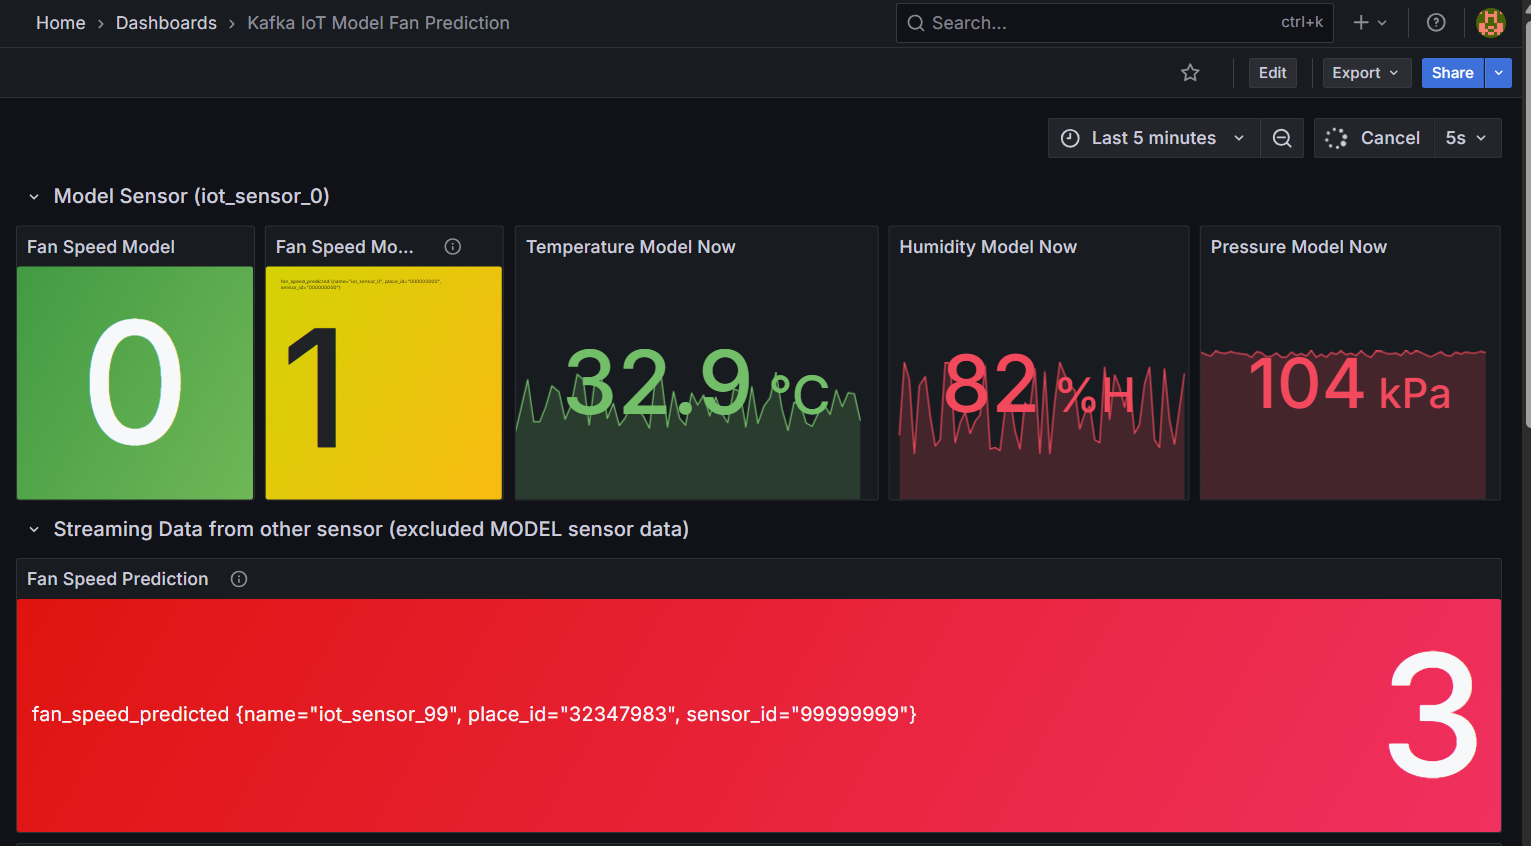 Home › Dashboards › Kafka IoT Model Fan Prediction
Search... ctrl+k
Edit Export Share
Last 5 minutes Cancel 5s
Model Sensor (iot_sensor_0)
Fan Speed Model
0
Fan Speed Mo...
fan_speed_predicted {name="iot_sensor_0", place_id="000000000",
sensor_id="000000000"}
1
Temperature Model Now
32.9 °C
Humidity Model Now
82 %H
Pressure Model Now
104 kPa
Streaming Data from other sensor (excluded MODEL sensor data)
Fan Speed Prediction
fan_speed_predicted {name="iot_sensor_99", place_id="32347983", sensor_id="99999999"}
3